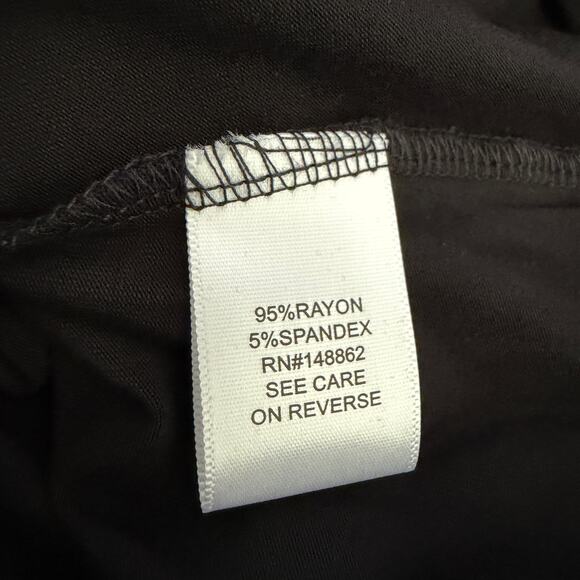 95%RAYON
5%SPANDEX
RN#148862
SEE CARE
ON REVERSE